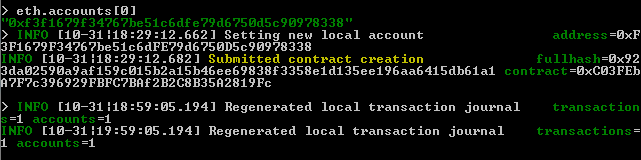 > eth.accounts[0]
"0xf3f1679f34767be51c6dfe79d6750d5c90978338"
> INFO [10-31|18:29:12.662] Setting new local account address=0xF
3F1679F34767be51c6dFE79d6750D5c90978338
INFO [10-31|18:29:12.682] Submitted contract creation fullhash=0x92
3da02590a9af159c015b2a15b46ee69838f3358e1d135ee196aa6415db61a1 contract=0xC03FEb
A7F7c396929FBFC7BAf2B2C8B35A2819Fc
> INFO [10-31|18:59:05.194] Regenerated local transaction journal transaction
s=1 accounts=1
INFO [10-31|19:59:05.194] Regenerated local transaction journal transactions=
1 accounts=1